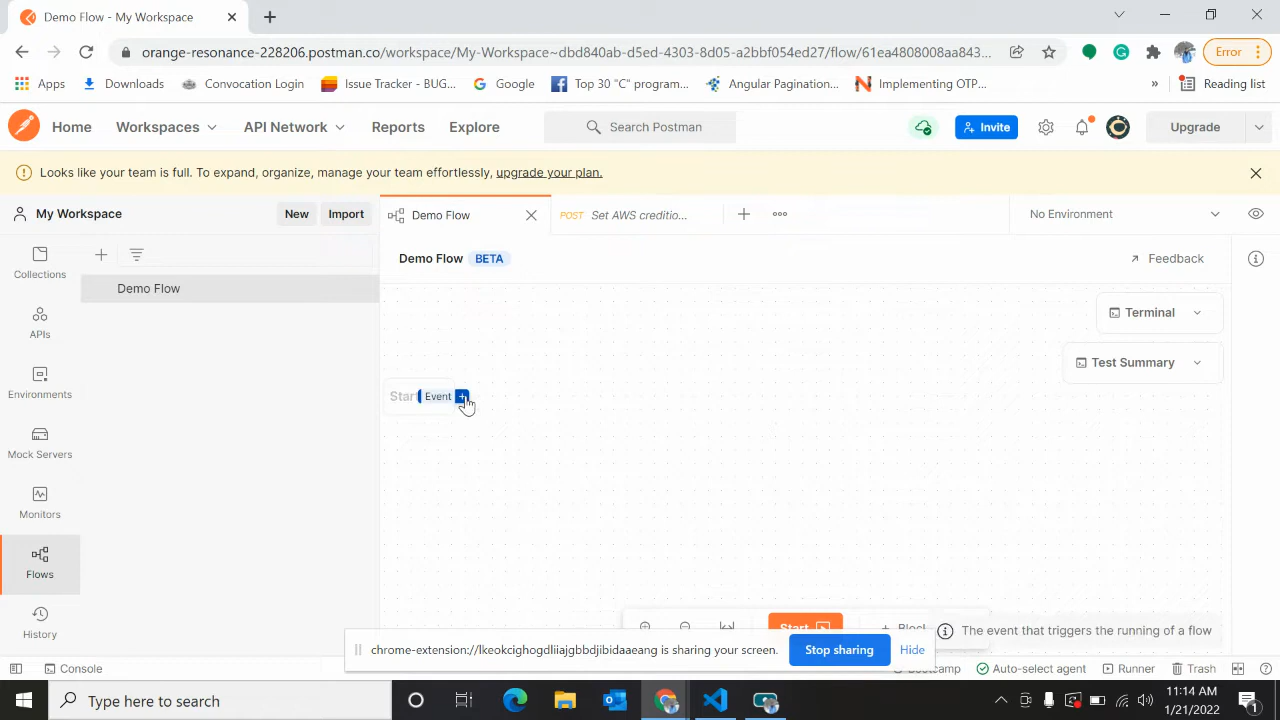 Demo Flow - My Workspace
orange-resonance-228206.postman.co/workspace/My-Workspace~dbd840ab-d5ed-4303-8d05-a2bbf054ed27/flow/61ea4808008aa843...
Error
Apps
Downloads
Convocation Login
Issue Tracker - BUG...
Google
Top 30 "C" program...
Angular Pagination...
Implementing OTP...
»
Reading list
Home
Workspaces
API Network
Reports
Explore
Search Postman
Invite
Upgrade
Looks like your team is full. To expand, organize, manage your team effortlessly, upgrade your plan.
My Workspace
New
Import
Demo Flow
POST Set AWS creditio...
No Environment
Collections
Demo Flow
Demo Flow BETA
Feedback
APIs
Terminal
Test Summary
Environments
Start
Event
Mock Servers
Monitors
Flows
History
Start
Block
The event that triggers the running of a flow
chrome-extension://lkeokcighogdliiajgbbdjibidaaeang is sharing your screen.
Stop sharing
Hide
Console
Bootcamp
Auto-select agent
Runner
Trash
Type here to search
11:14 AM
1/21/2022
1